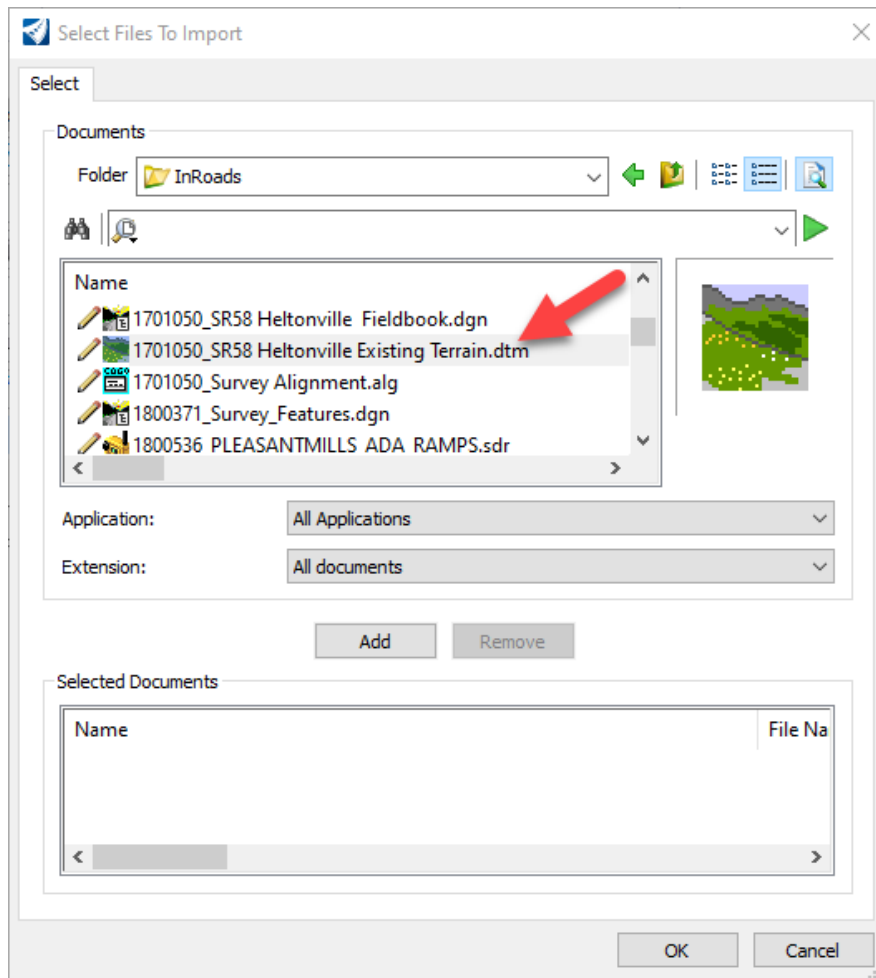 Select Files To Import
Select
Documents
Folder InRoads
Name
1701050_SR58 Heltonville Fieldbook.dgn
1701050_SR58 Heltonville Existing Terrain.dtm
COGO
1701050_Survey Alignment.alg
1800371_Survey_Features.dgn
1800536 PLEASANTMILLS ADA RAMPS.sdr
Application: All Applications
Extension: All documents
Add Remove
Selected Documents
Name File Na
OK Cancel